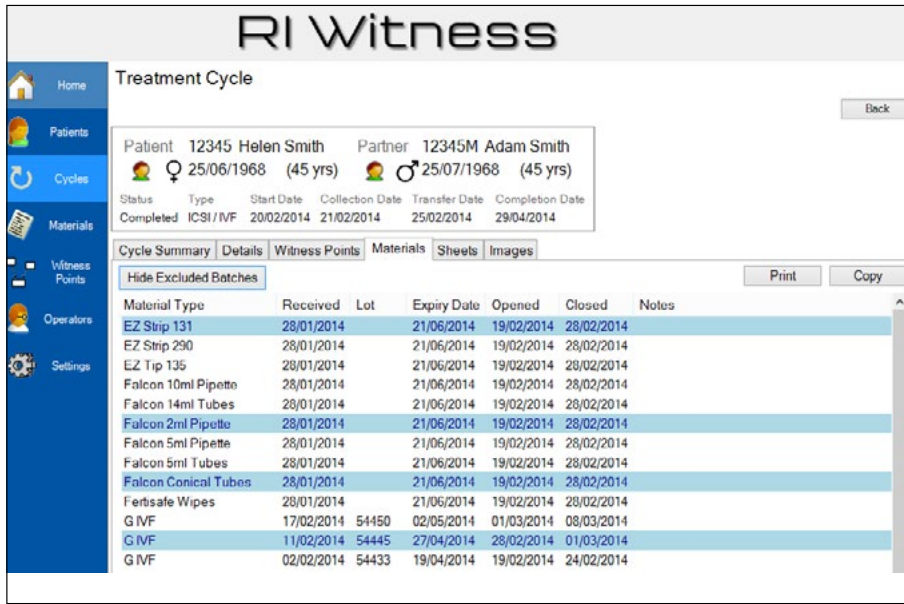 RI Witness
Home
Patients
Cycles
Materials
Witness
Points
Operators
Settings
Treatment Cycle
Back
Patient 12345 Helen Smith Partner 12345M Adam Smith
♀ 25/06/1968 (45 yrs) ♂ 25/07/1968 (45 yrs)
Status Type Start Date Collection Date Transfer Date Completion Date
Completed ICSI / IVF 20/02/2014 21/02/2014 25/02/2014 29/04/2014
Cycle Summary Details Witness Points Materials Sheets Images
Hide Excluded Batches Print Copy
Material Type Received Lot Expiry Date Opened Closed Notes
EZ Strip 131 28/01/2014 21/06/2014 19/02/2014 28/02/2014
EZ Strip 290 28/01/2014 21/06/2014 19/02/2014 28/02/2014
EZ Tip 135 28/01/2014 21/06/2014 19/02/2014 28/02/2014
Falcon 10ml Pipette 28/01/2014 21/06/2014 19/02/2014 28/02/2014
Falcon 14ml Tubes 28/01/2014 21/06/2014 19/02/2014 28/02/2014
Falcon 2ml Pipette 28/01/2014 21/06/2014 19/02/2014 28/02/2014
Falcon 5ml Pipette 28/01/2014 21/06/2014 19/02/2014 28/02/2014
Falcon 5ml Tubes 28/01/2014 21/06/2014 19/02/2014 28/02/2014
Falcon Conical Tubes 28/01/2014 21/06/2014 19/02/2014 28/02/2014
Fertisafe Wipes 28/01/2014 21/06/2014 19/02/2014 28/02/2014
G IVF 17/02/2014 54450 02/05/2014 01/03/2014 08/03/2014
G IVF 11/02/2014 54445 27/04/2014 28/02/2014 01/03/2014
G IVF 02/02/2014 54433 19/04/2014 19/02/2014 24/02/2014